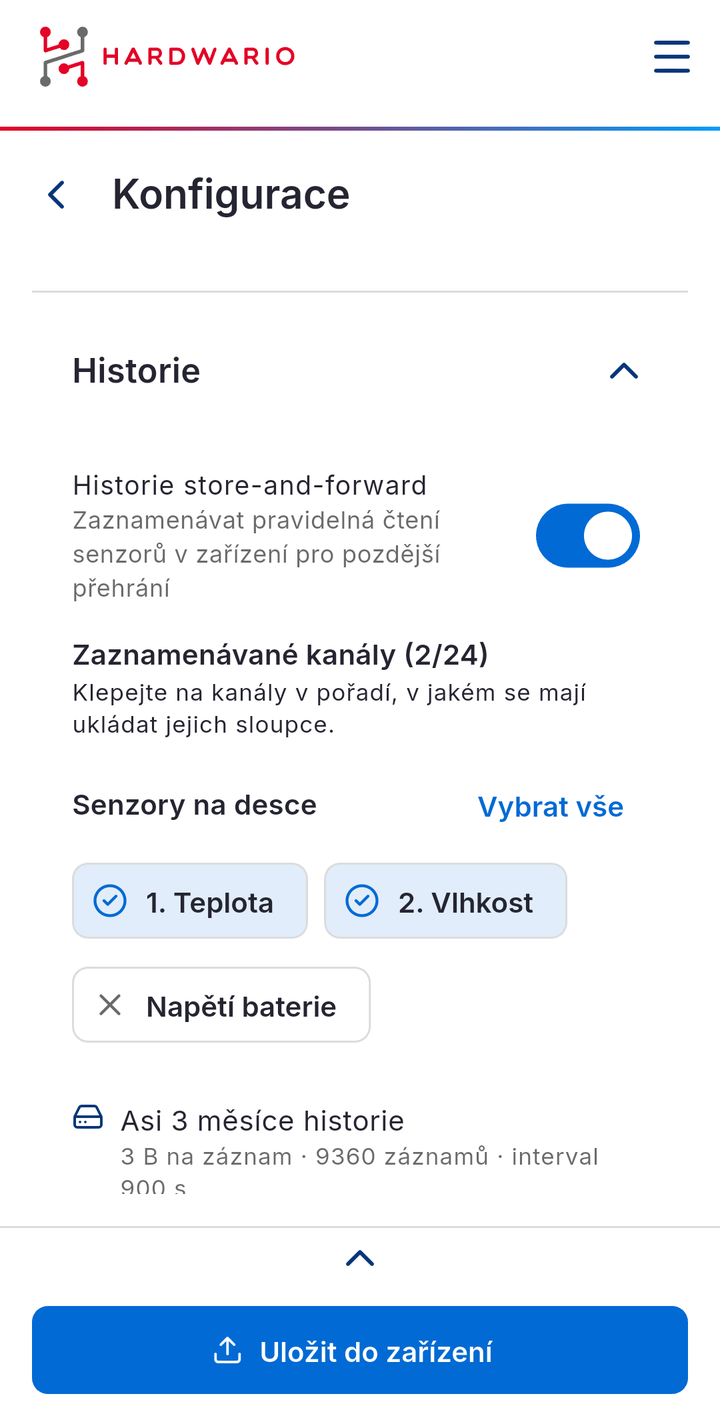 HARDWARIO
Konfigurace
Historie
Historie store-and-forward
Zaznamenávat pravidelná čtení
senzorů v zařízení pro pozdější
přehrání
Zaznamenávané kanály (2/24)
Klepejte na kanály v pořadí, v jakém se mají
ukládat jejich sloupce.
Senzory na desce
Vybrat vše
1. Teplota
2. Vlhkost
Napětí baterie
Asi 3 měsíce historie
3 B na záznam · 9360 záznamů · interval
900 s
Uložit do zařízení